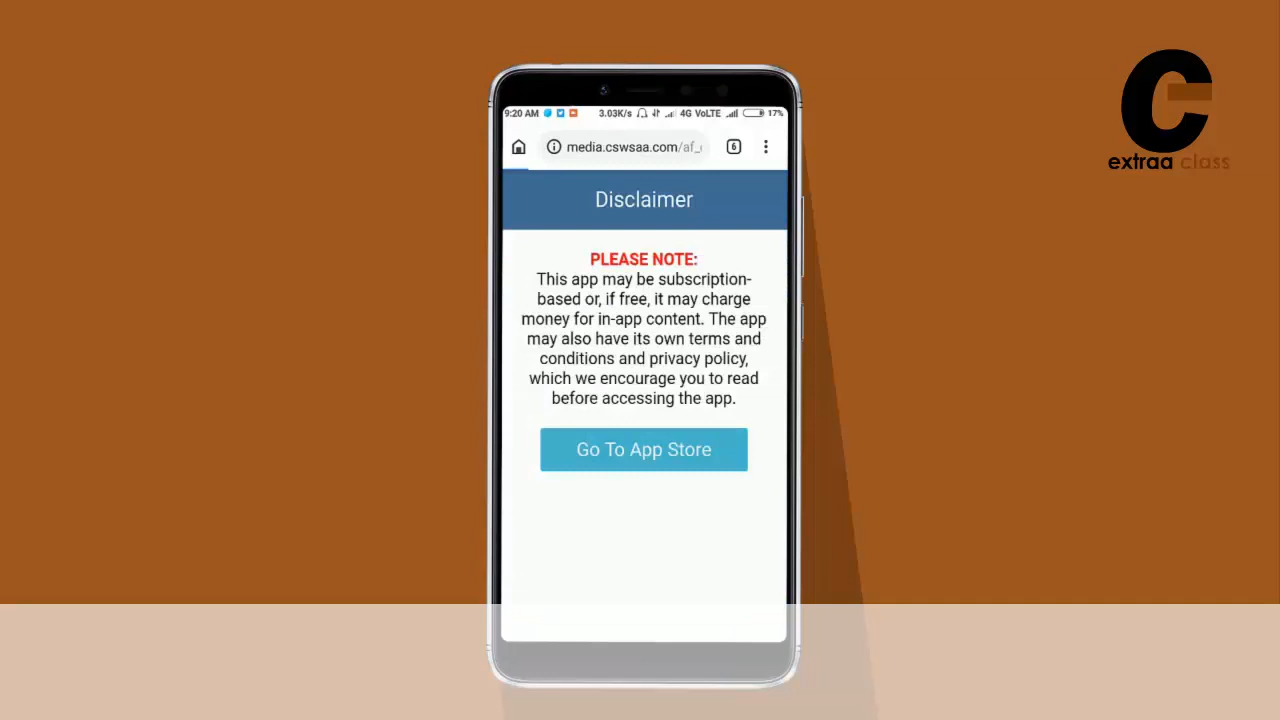 9:20 AM 3.03K/s 4G VoLTE 17%
media.cswsaa.com/af_
6
Disclaimer
PLEASE NOTE:
This app may be subscription-
based or, if free, it may charge
money for in-app content. The app
may also have its own terms and
conditions and privacy policy,
which we encourage you to read
before accessing the app.
Go To App Store
extraa class